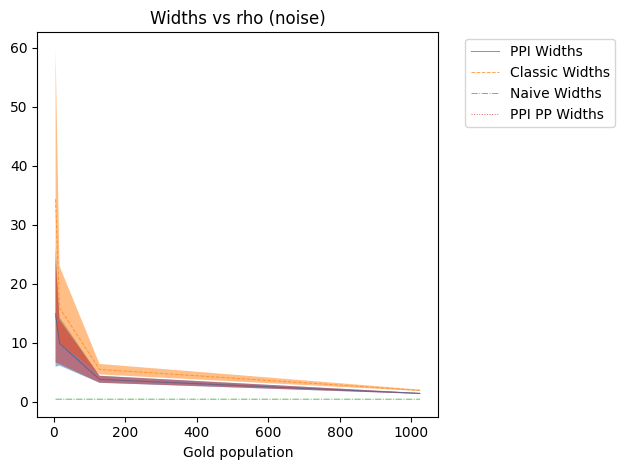 Widths vs rho (noise)
PPI Widths
Classic Widths
Naive Widths
PPI PP Widths
60
50
40
30
20
10
0
0 200 400 600 800 1000
Gold population